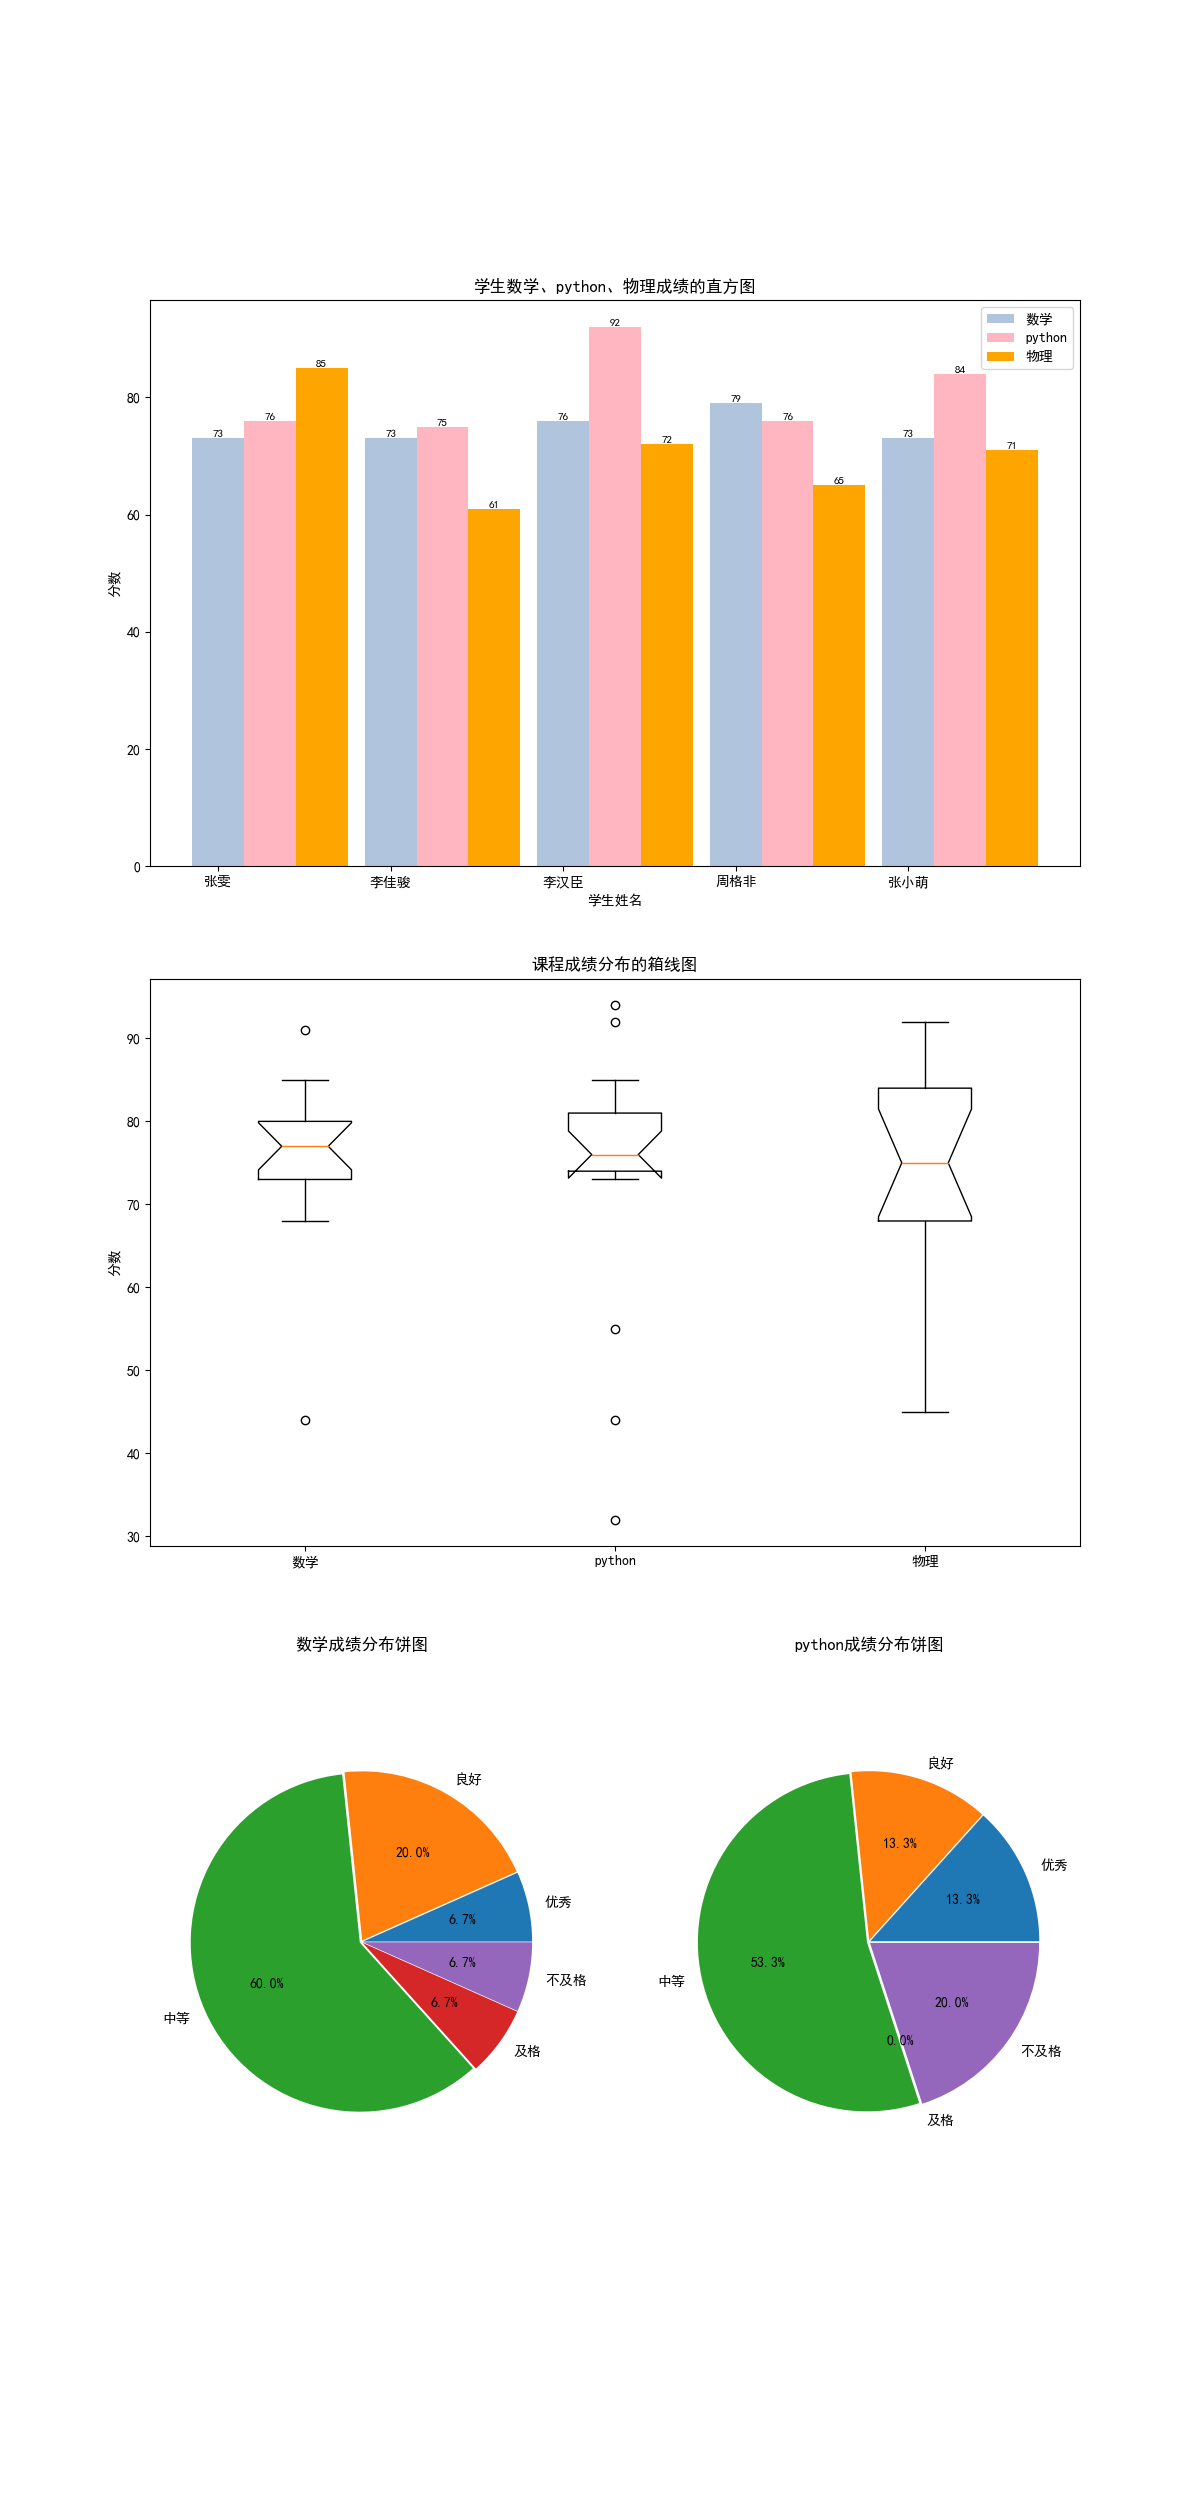 学生数学、python、物理成绩的直方图
数学
python
物理
分数
80
60
40
20
0
73 76 85 73 75 61 76 92 72 79 76 65 73 84 71
张雯 李佳骏 李汉臣 周格非 张小萌
学生姓名
课程成绩分布的箱线图
分数
90
80
70
60
50
40
30
数学 python 物理
数学成绩分布饼图
良好
20.0%
优秀
6.7%
6.7%
不及格
60.0%
6.7%
中等
及格
python成绩分布饼图
良好
13.3%
优秀
13.3%
53.3%
中等
20.0%
0.0%
不及格
及格